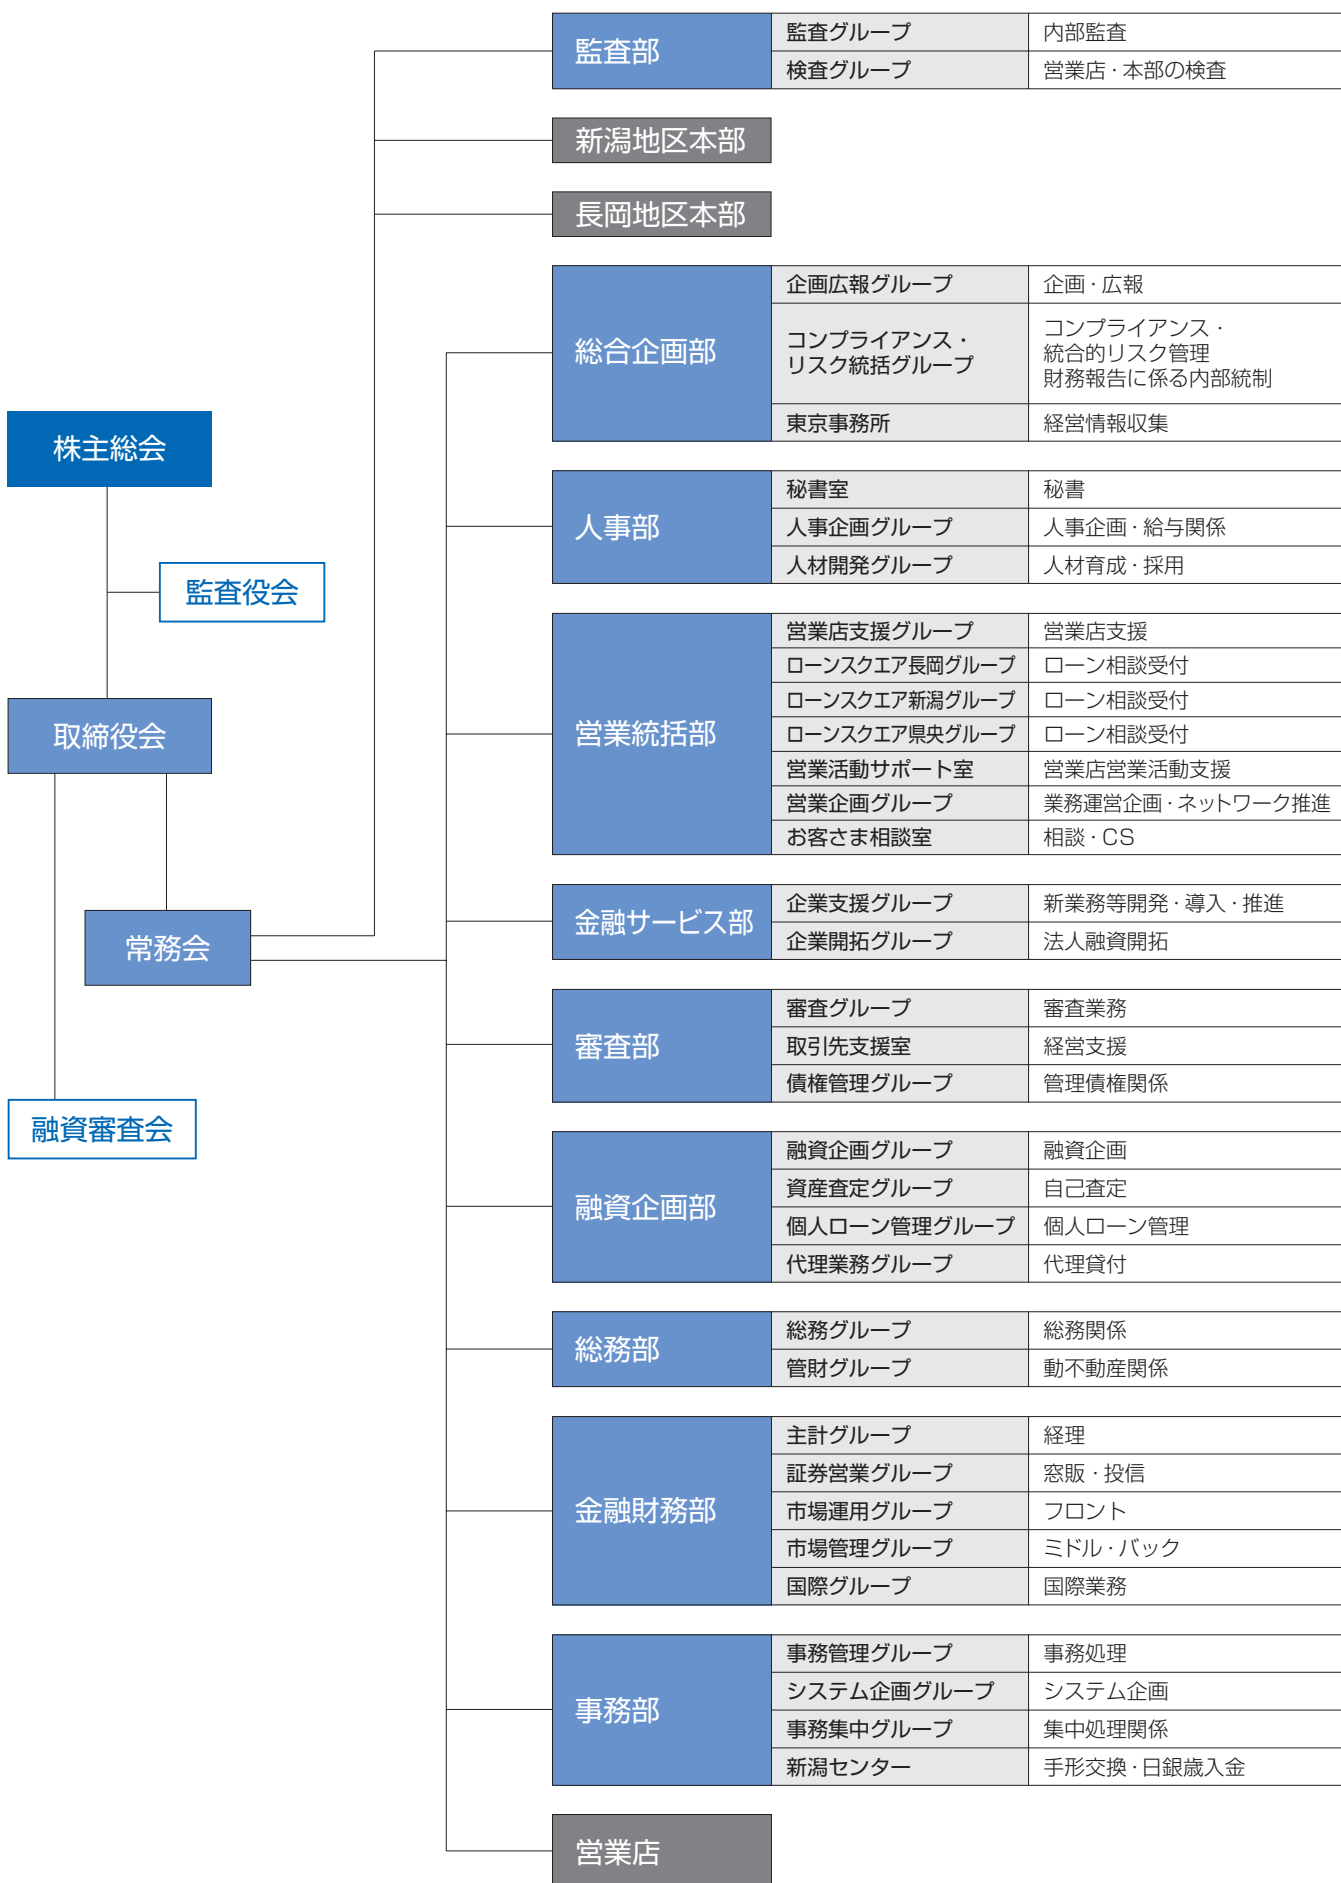 株主総会
監査役会
取締役会
常務会
融資審査会
監査部
監査グループ 内部監査
検査グループ 営業店・本部の検査
新潟地区本部
長岡地区本部
総合企画部
企画広報グループ 企画・広報
コンプライアンス・
リスク統括グループ
コンプライアンス・
統合的リスク管理
財務報告に係る内部統制
東京事務所 経営情報収集
人事部
秘書室 秘書
人事企画グループ 人事企画・給与関係
人材開発グループ 人材育成・採用
営業統括部
営業店支援グループ 営業店支援
ローンスクエア長岡グループ ローン相談受付
ローンスクエア新潟グループ ローン相談受付
ローンスクエア県央グループ ローン相談受付
営業活動サポート室 営業店営業活動支援
営業企画グループ 業務運営企画・ネットワーク推進
お客さま相談室 相談・CS
金融サービス部
企業支援グループ 新業務等開発・導入・推進
企業開拓グループ 法人融資開拓
審査部
審査グループ 審査業務
取引先支援室 経営支援
債権管理グループ 管理債権関係
融資企画部
融資企画グループ 融資企画
資産査定グループ 自己査定
個人ローン管理グループ 個人ローン管理
代理業務グループ 代理貸付
総務部
総務グループ 総務関係
管財グループ 動不動産関係
金融財務部
主計グループ 経理
証券営業グループ 窓販・投信
市場運用グループ フロント
市場管理グループ ミドル・バック
国際グループ 国際業務
事務部
事務管理グループ 事務処理
システム企画グループ システム企画
事務集中グループ 集中処理関係
新潟センター 手形交換・日銀歳入金
営業店